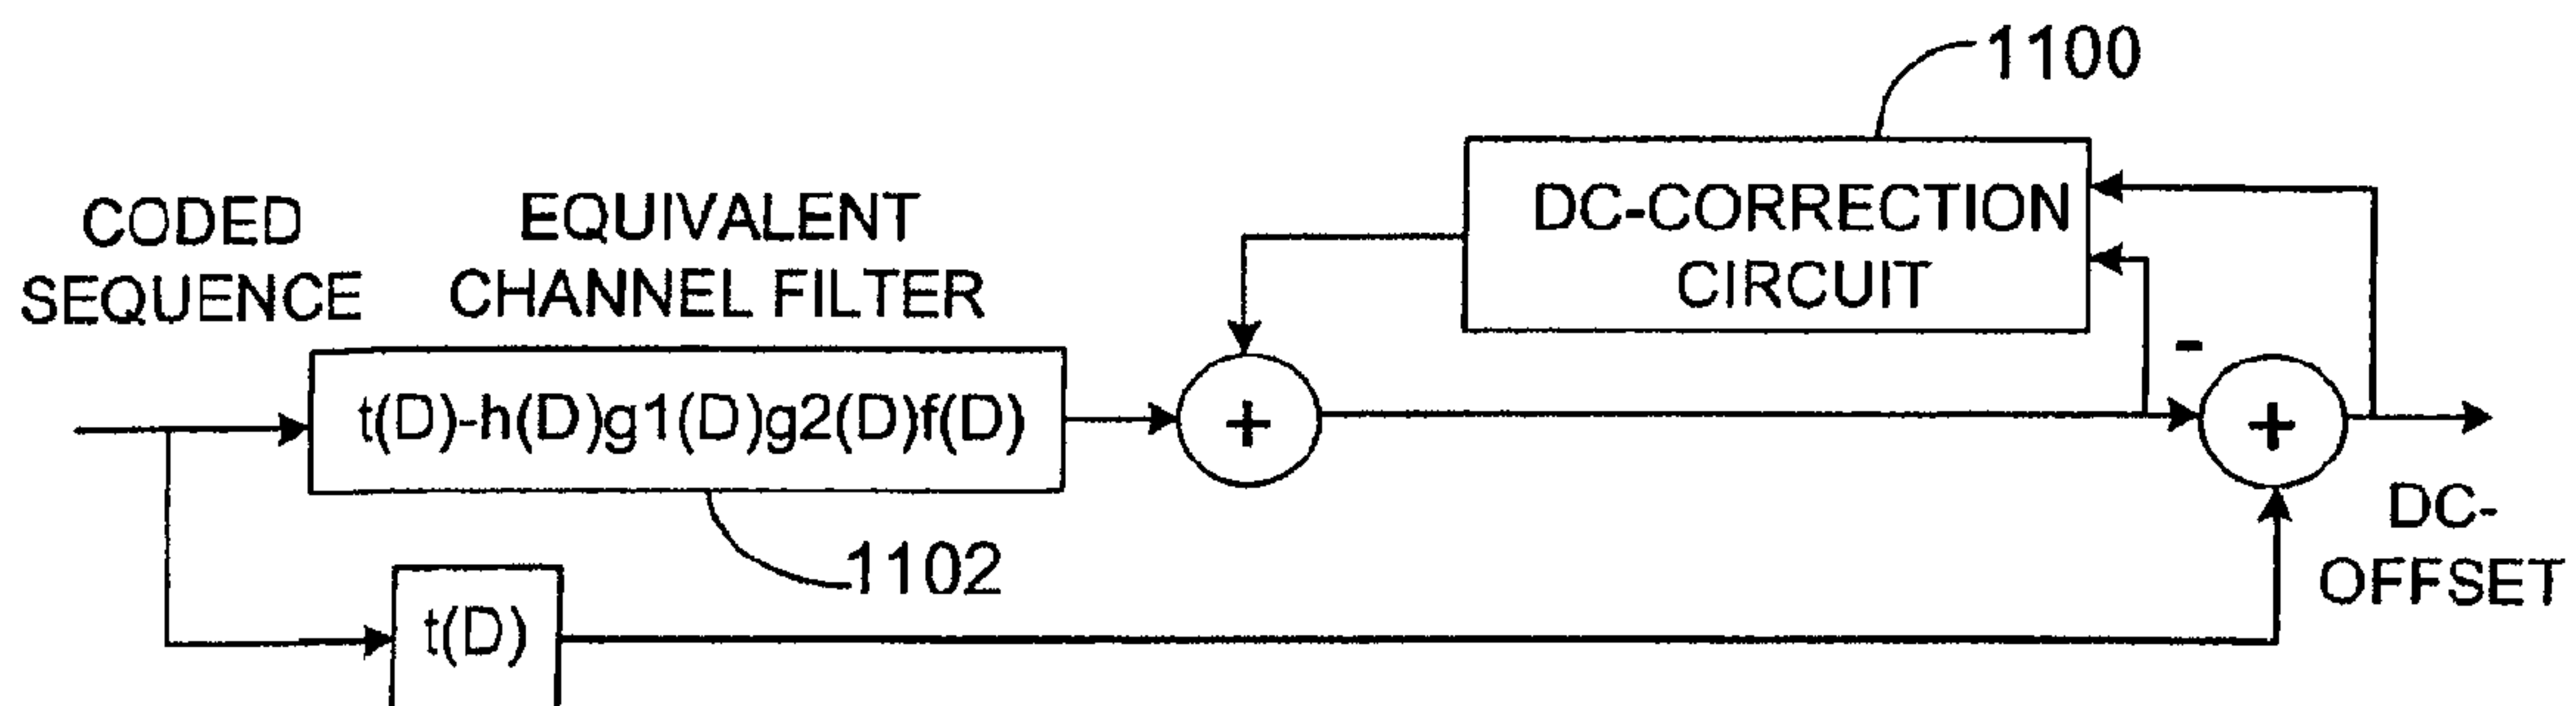 1100
CODED
SEQUENCE
EQUIVALENT
CHANNEL FILTER
DC-CORRECTION
CIRCUIT
t(D)-h(D)g1(D)g2(D)f(D)
+
-
+
1102
DC-
OFFSET
t(D)